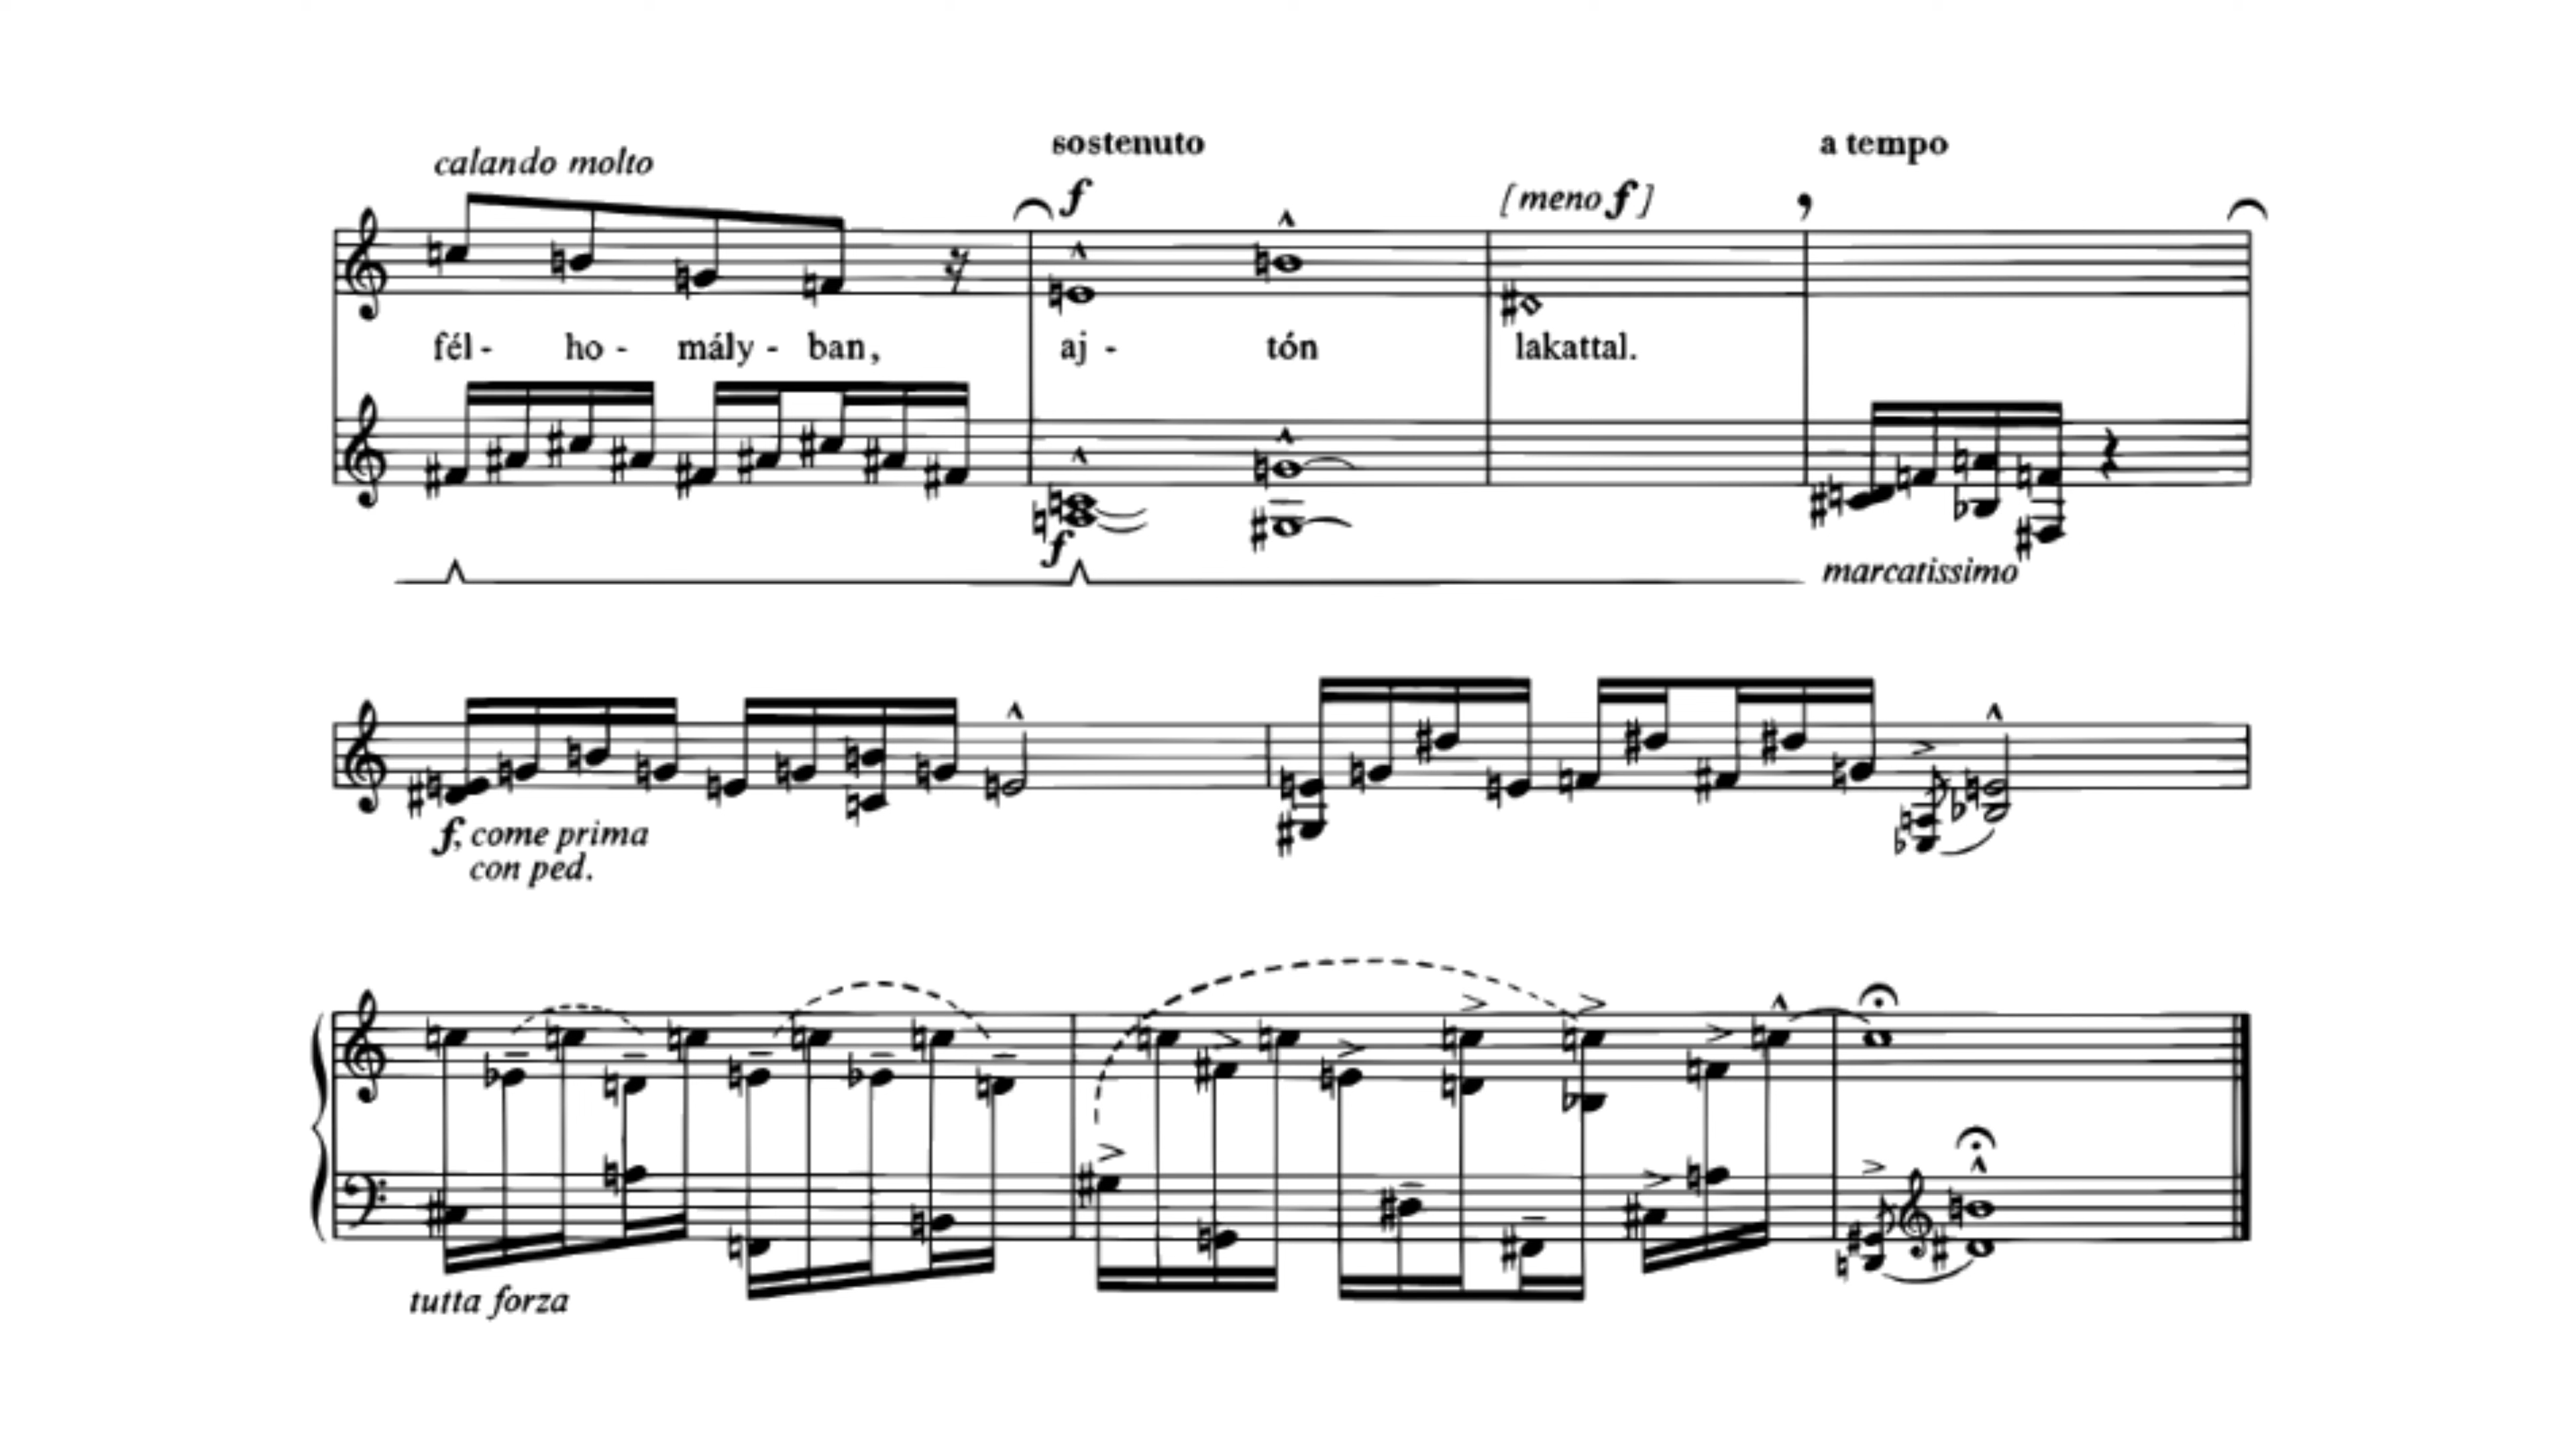 calando molto
sostenuto
a tempo
f
[meno f]
fél - ho - mály - ban, aj - tón lakattal.
f
marcatissimo
f, come prima
con ped.
tutta forza